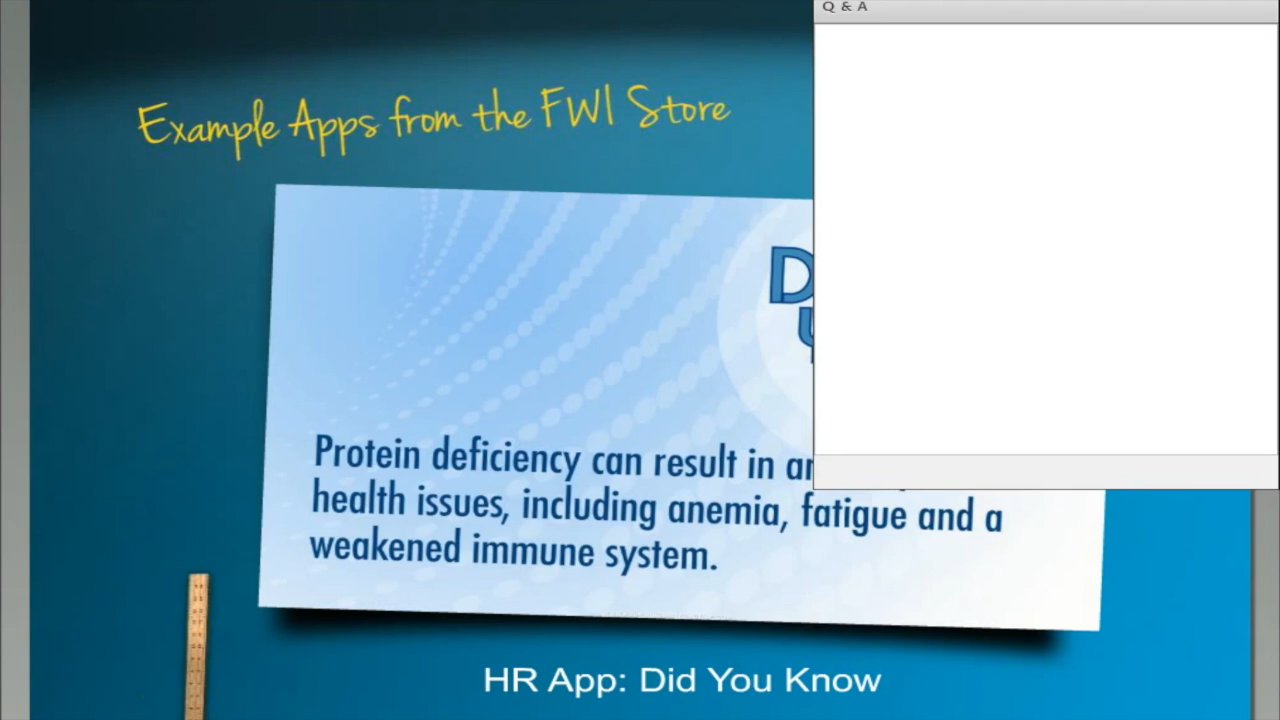 Q & A
Example Apps from the FWI Store
D
Protein deficiency can result in
health issues, including anemia, fatigue and a
weakened immune system.
HR App: Did You Know